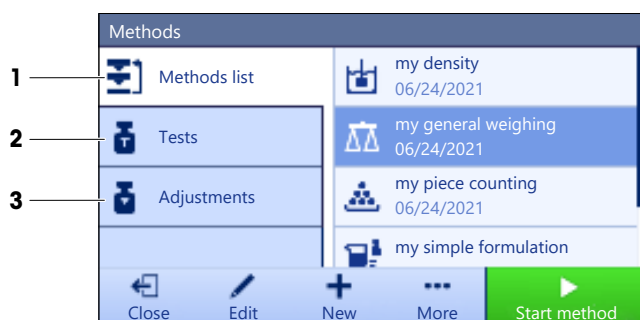 Methods
1
Methods list
2
Tests
3
Adjustments
my density
06/24/2021
my general weighing
06/24/2021
my piece counting
06/24/2021
my simple formulation
Close
Edit
New
More
Start method